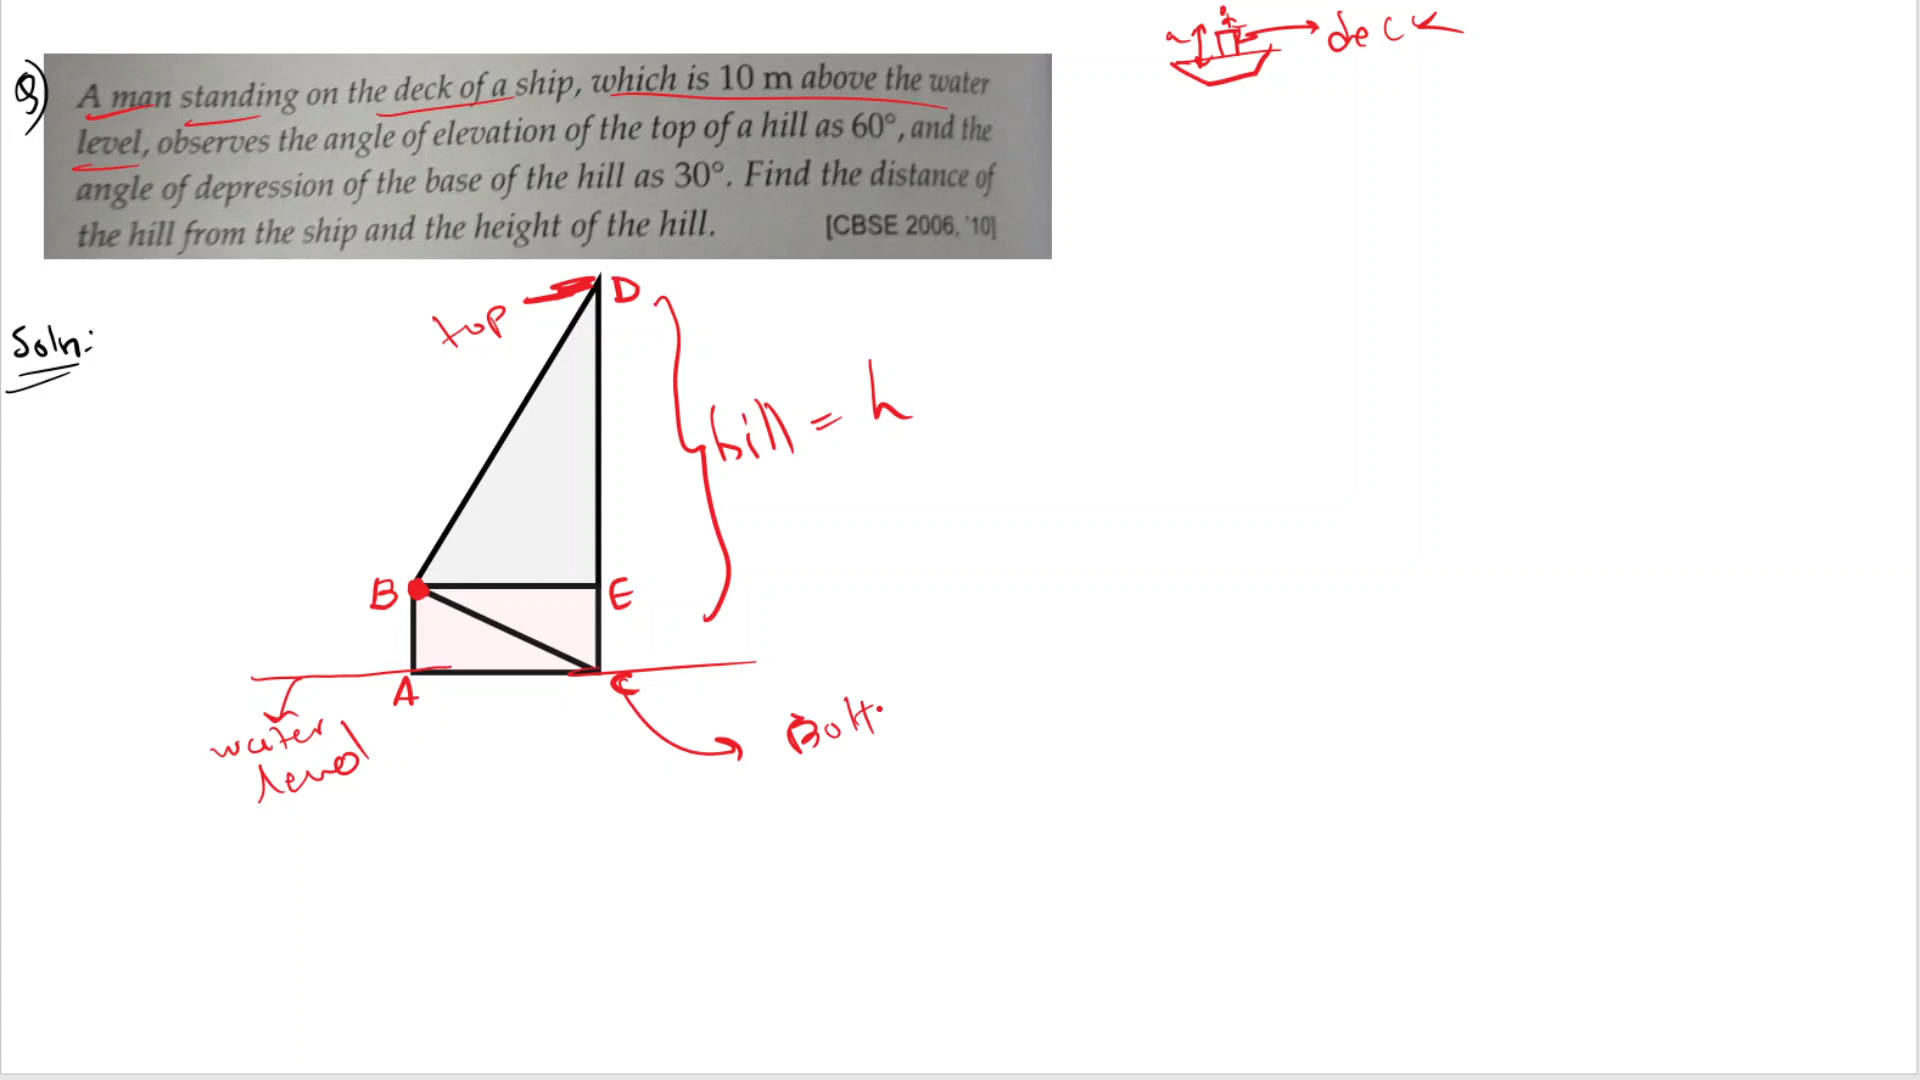 deck
Q)
A man standing on the deck of a ship, which is 10 m above the water
level, observes the angle of elevation of the top of a hill as 60°, and the
angle of depression of the base of the hill as 30°. Find the distance of
the hill from the ship and the height of the hill. [CBSE 2006, '10]
Soln:
top
D
hill = h
B
E
A
C
water
level